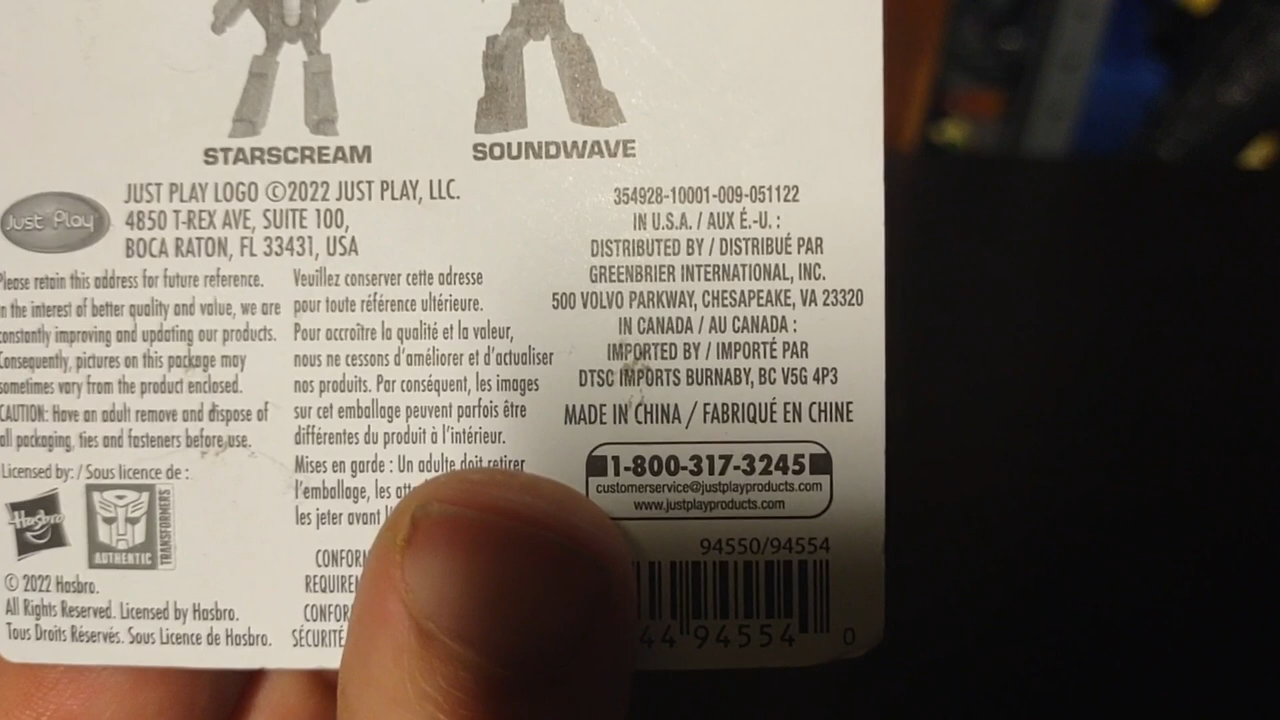 STARSCREAM
SOUNDWAVE
Just Play
JUST PLAY LOGO ©2022 JUST PLAY, LLC.
4850 T-REX AVE, SUITE 100,
BOCA RATON, FL 33431, USA
Please retain this address for future reference.
In the interest of better quality and value, we are
constantly improving and updating our products.
Consequently, pictures on this package may
sometimes vary from the product enclosed.
CAUTION: Have an adult remove and dispose of
all packaging, ties and fasteners before use.
Licensed by: / Sous licence de :
Hasbro
AUTHENTIC
TRANSFORMERS
© 2022 Hasbro.
All Rights Reserved. Licensed by Hasbro.
Tous Droits Réservés. Sous Licence de Hasbro.
Veuillez conserver cette adresse
pour toute référence ultérieure.
Pour accroître la qualité et la valeur,
nous ne cessons d'améliorer et d'actualiser
nos produits. Par conséquent, les images
sur cet emballage peuvent parfois être
différentes du produit à l'intérieur.
Mises en garde : Un adulte doit retirer
l'emballage, les
les jeter avant
SÉCURITÉ
354928-10001-009-051122
IN U.S.A. / AUX É.-U. :
DISTRIBUTED BY / DISTRIBUÉ PAR
GREENBRIER INTERNATIONAL, INC.
500 VOLVO PARKWAY, CHESAPEAKE, VA 23320
IN CANADA / AU CANADA :
IMPORTED BY / IMPORTÉ PAR
DTSC IMPORTS BURNABY, BC V5G 4P3
MADE IN CHINA / FABRIQUÉ EN CHINE
1-800-317-3245
customerservice@justplayproducts.com
www.justplayproducts.com
94550/94554
44 94554 0